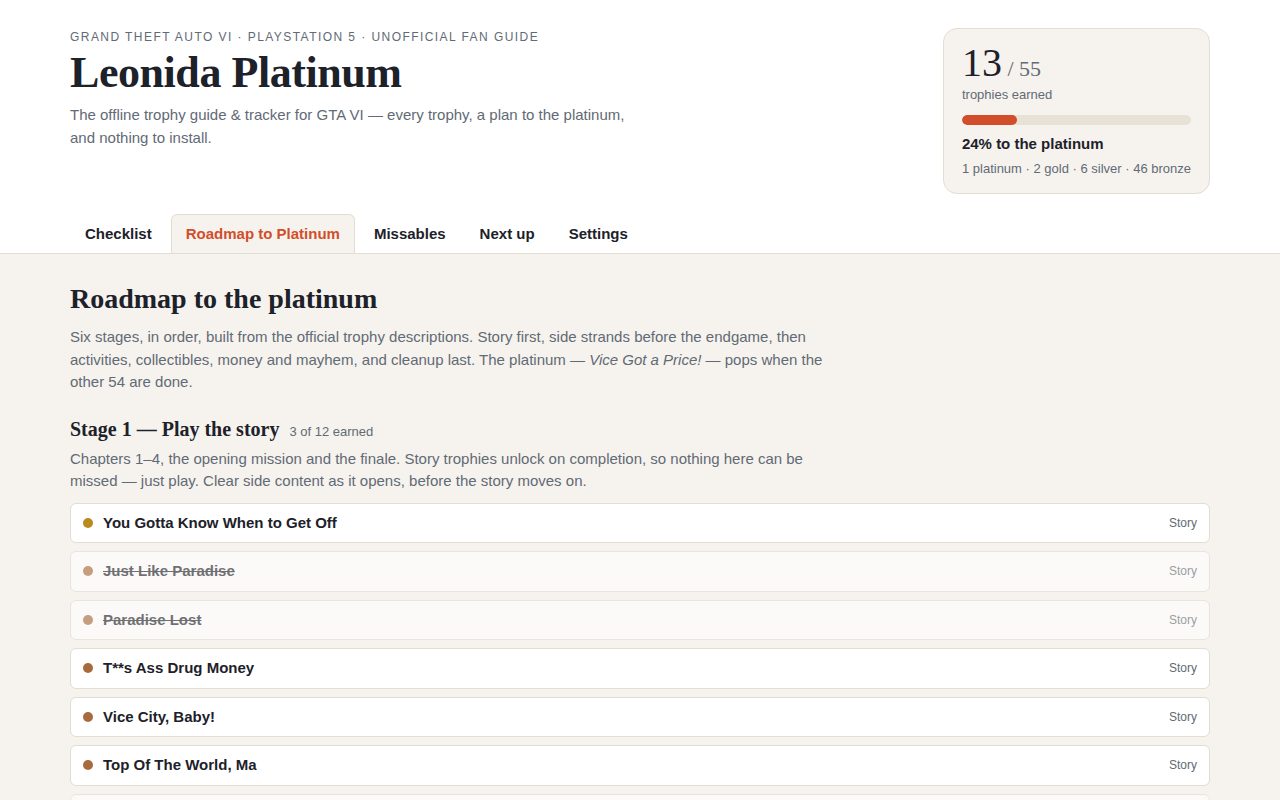 GRAND THEFT AUTO VI · PLAYSTATION 5 · UNOFFICIAL FAN GUIDE
Leonida Platinum
The offline trophy guide & tracker for GTA VI — every trophy, a plan to the platinum,
and nothing to install.
13 / 55
trophies earned
24% to the platinum
1 platinum · 2 gold · 6 silver · 46 bronze
Checklist
Roadmap to Platinum
Missables
Next up
Settings
Roadmap to the platinum
Six stages, in order, built from the official trophy descriptions. Story first, side strands before the endgame, then
activities, collectibles, money and mayhem, and cleanup last. The platinum — Vice Got a Price! — pops when the
other 54 are done.
Stage 1 — Play the story 3 of 12 earned
Chapters 1–4, the opening mission and the finale. Story trophies unlock on completion, so nothing here can be
missed — just play. Clear side content as it opens, before the story moves on.
You Gotta Know When to Get Off Story
Just Like Paradise Story
Paradise Lost Story
T**s Ass Drug Money Story
Vice City, Baby! Story
Top Of The World, Ma Story